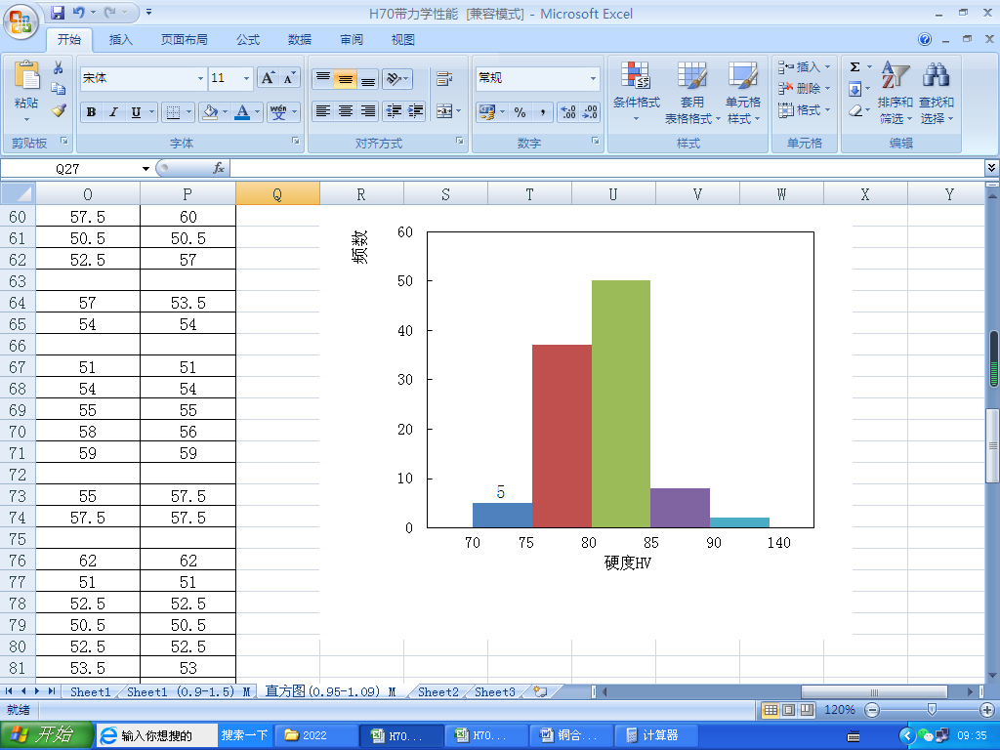 H70带力学性能 [兼容模式] - Microsoft Excel
开始 插入 页面布局 公式 数据 审阅 视图
粘贴
宋体 11
B I U A 变 wén
常规
% ,
条件格式 套用表格格式 单元格样式
插入
删除
格式
Σ
排序和筛选 查找和选择
剪贴板 字体 对齐方式 数字 样式 单元格 编辑
Q27 fx
O P Q R S T U V W X Y
60 57.5 60
61 50.5 50.5
62 52.5 57
63
64 57 53.5
65 54 54
66
67 51 51
68 54 54
69 55 55
70 58 56
71 59 59
72
73 55 57.5
74 57.5 57.5
75
76 62 62
77 51 51
78 52.5 52.5
79 50.5 50.5
80 52.5 52.5
81 53.5 53
频数
60
50
40
30
20
10
0
5
70 75 80 85 90 140
硬度HV
Sheet1 Sheet1 (0.9-1.5) M 直方图(0.95-1.09) M Sheet2 Sheet3
就绪 120%
开始 输入你想搜的 搜索一下 2022 H70... H70... 铜合... 计算器 09:35